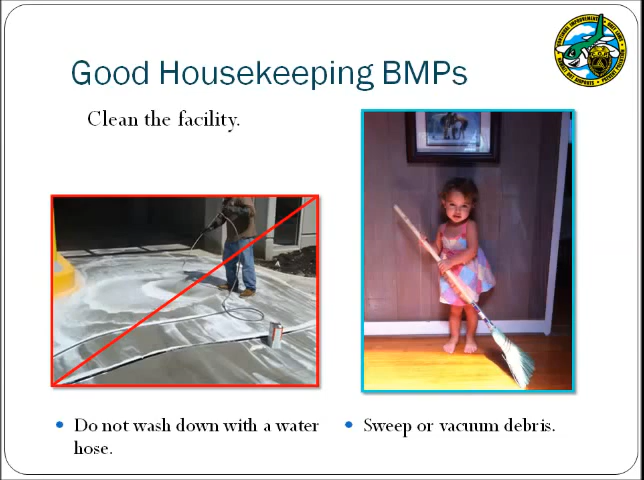 Good Housekeeping BMPs
Clean the facility.
Do not wash down with a water
hose.
Sweep or vacuum debris.